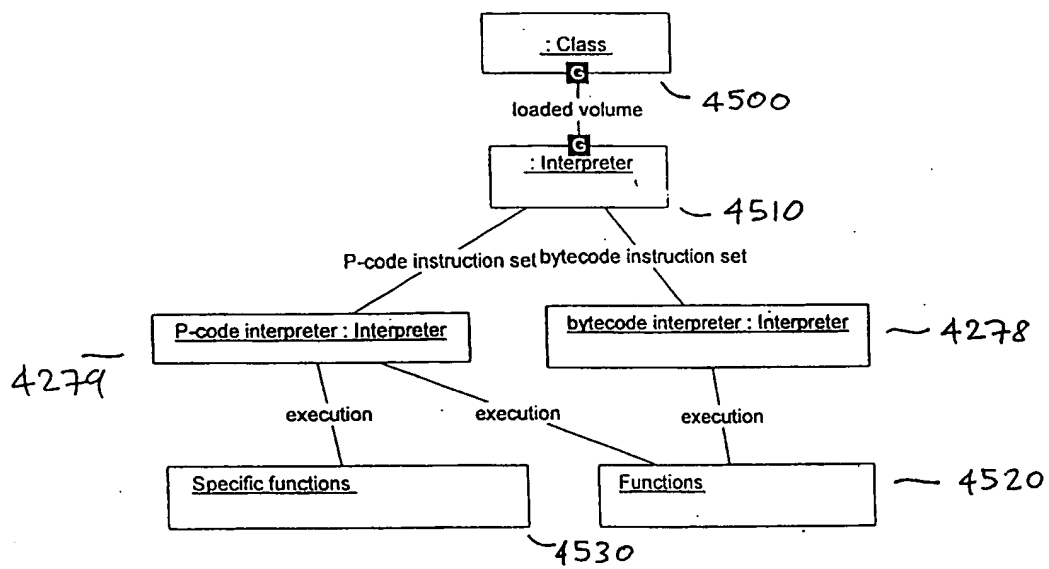 : Class
G
4500
loaded volume
G
: Interpreter
4510
P-code instruction set bytecode instruction set
P-code interpreter : Interpreter
bytecode interpreter : Interpreter
4278
4279
execution
execution
execution
Specific functions
Functions
4520
4530